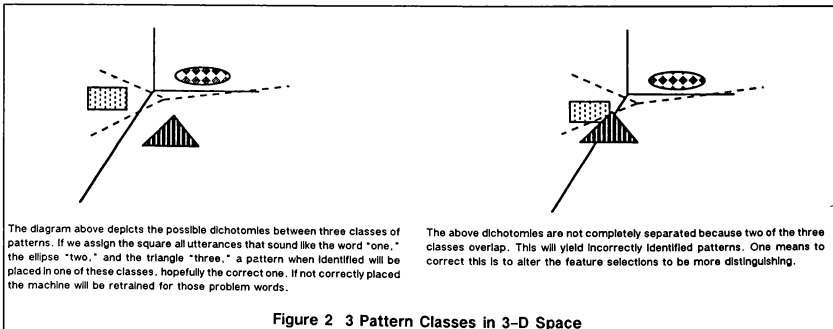 The diagram above depicts the possible dichotomies between three classes of
patterns. If we assign the square all utterances that sound like the word "one,"
the ellipse "two," and the triangle "three," a pattern when identified will be
placed in one of these classes, hopefully the correct one. If not correctly placed
the machine will be retrained for those problem words.
The above dichotomies are not completely separated because two of the three
classes overlap. This will yield incorrectly identified patterns. One means to
correct this is to alter the feature selections to be more distinguishing.
Figure 2 3 Pattern Classes in 3-D Space